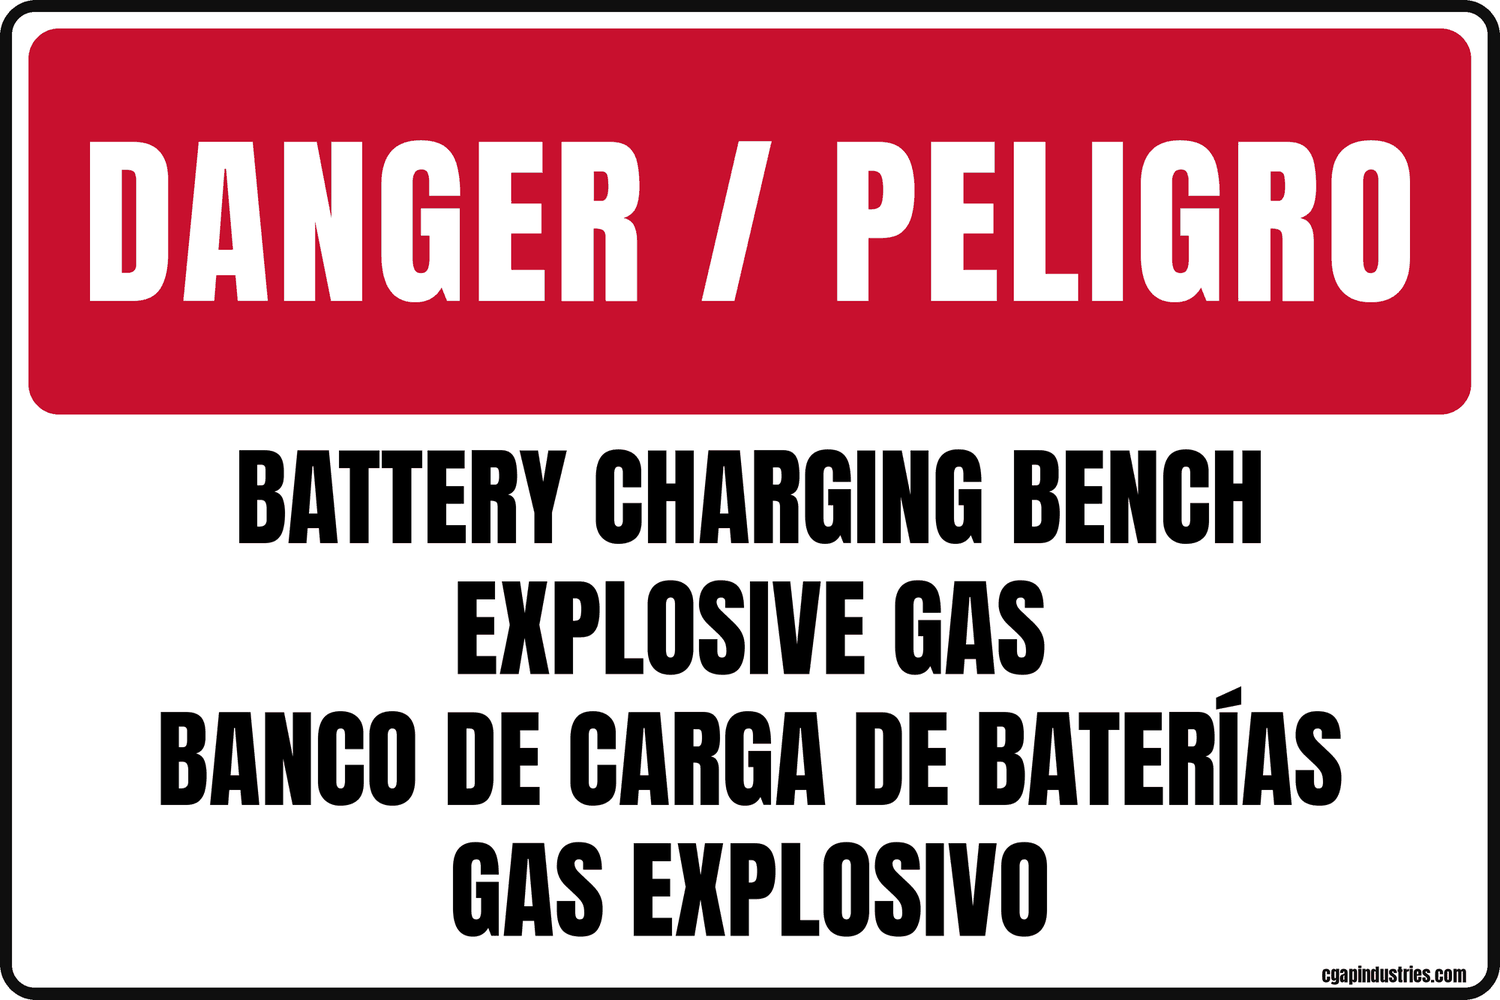 DANGER / PELIGRO
BATTERY CHARGING BENCH
EXPLOSIVE GAS
BANCO DE CARGA DE BATERÍAS
GAS EXPLOSIVO
cgapindustries.com